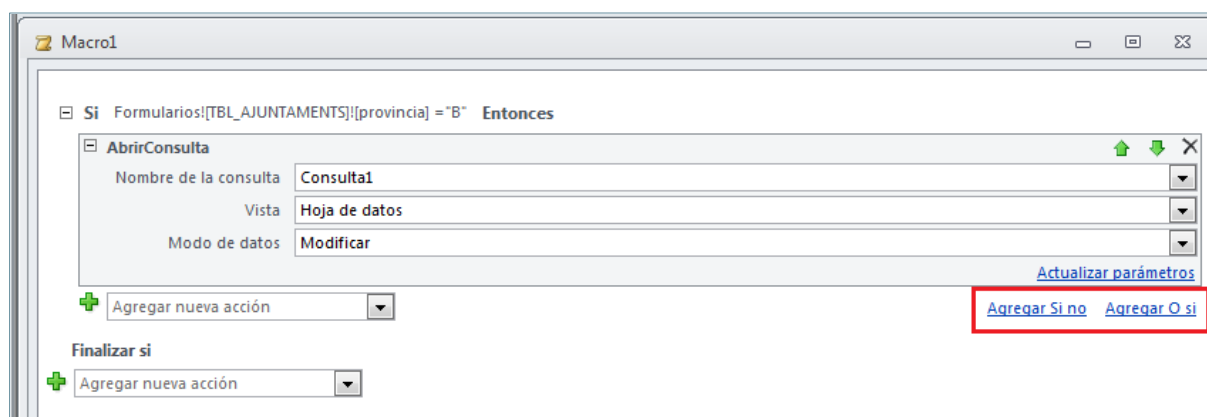 Macro1
Si Formularios![TBL_AJUNTAMENTS]![provincia] ="B" Entonces
AbrirConsulta
Nombre de la consulta Consulta1
Vista Hoja de datos
Modo de datos Modificar
Actualizar parámetros
Agregar nueva acción Agregar Si no Agregar O si
Finalizar si
Agregar nueva acción